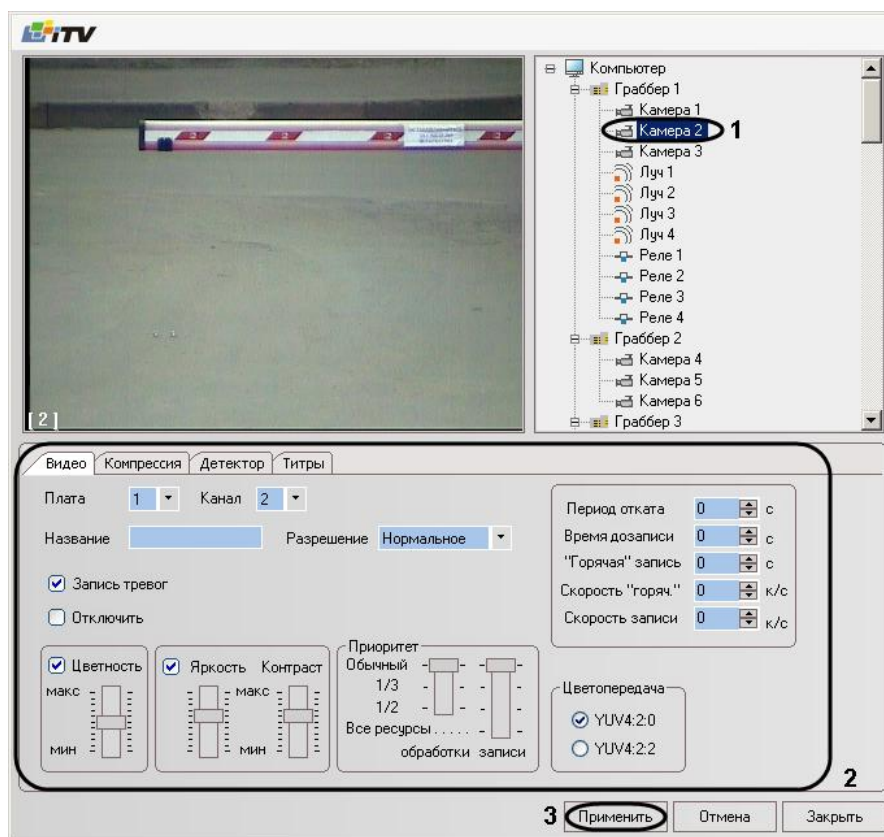 iTV
[ 2 ]
Компьютер
Граббер 1
Камера 1
Камера 2
1
Камера 3
Луч 1
Луч 2
Луч 3
Луч 4
Реле 1
Реле 2
Реле 3
Реле 4
Граббер 2
Камера 4
Камера 5
Камера 6
Граббер 3
Видео Компрессия Детектор Титры
Плата 1 Канал 2
Название Разрешение Нормальное
Запись тревог
Отключить
Период отката 0 с
Время дозаписи 0 с
"Горячая" запись 0 с
Скорость "горяч." 0 к/с
Скорость записи 0 к/с
Цветность
макс
мин
Яркость Контраст
макс
мин
Приоритет
Обычный
1/3
1/2
Все ресурсы . . . . .
обработки записи
Цветопередача
YUV4:2:0
YUV4:2:2
2
3 Применить Отмена Закрыть